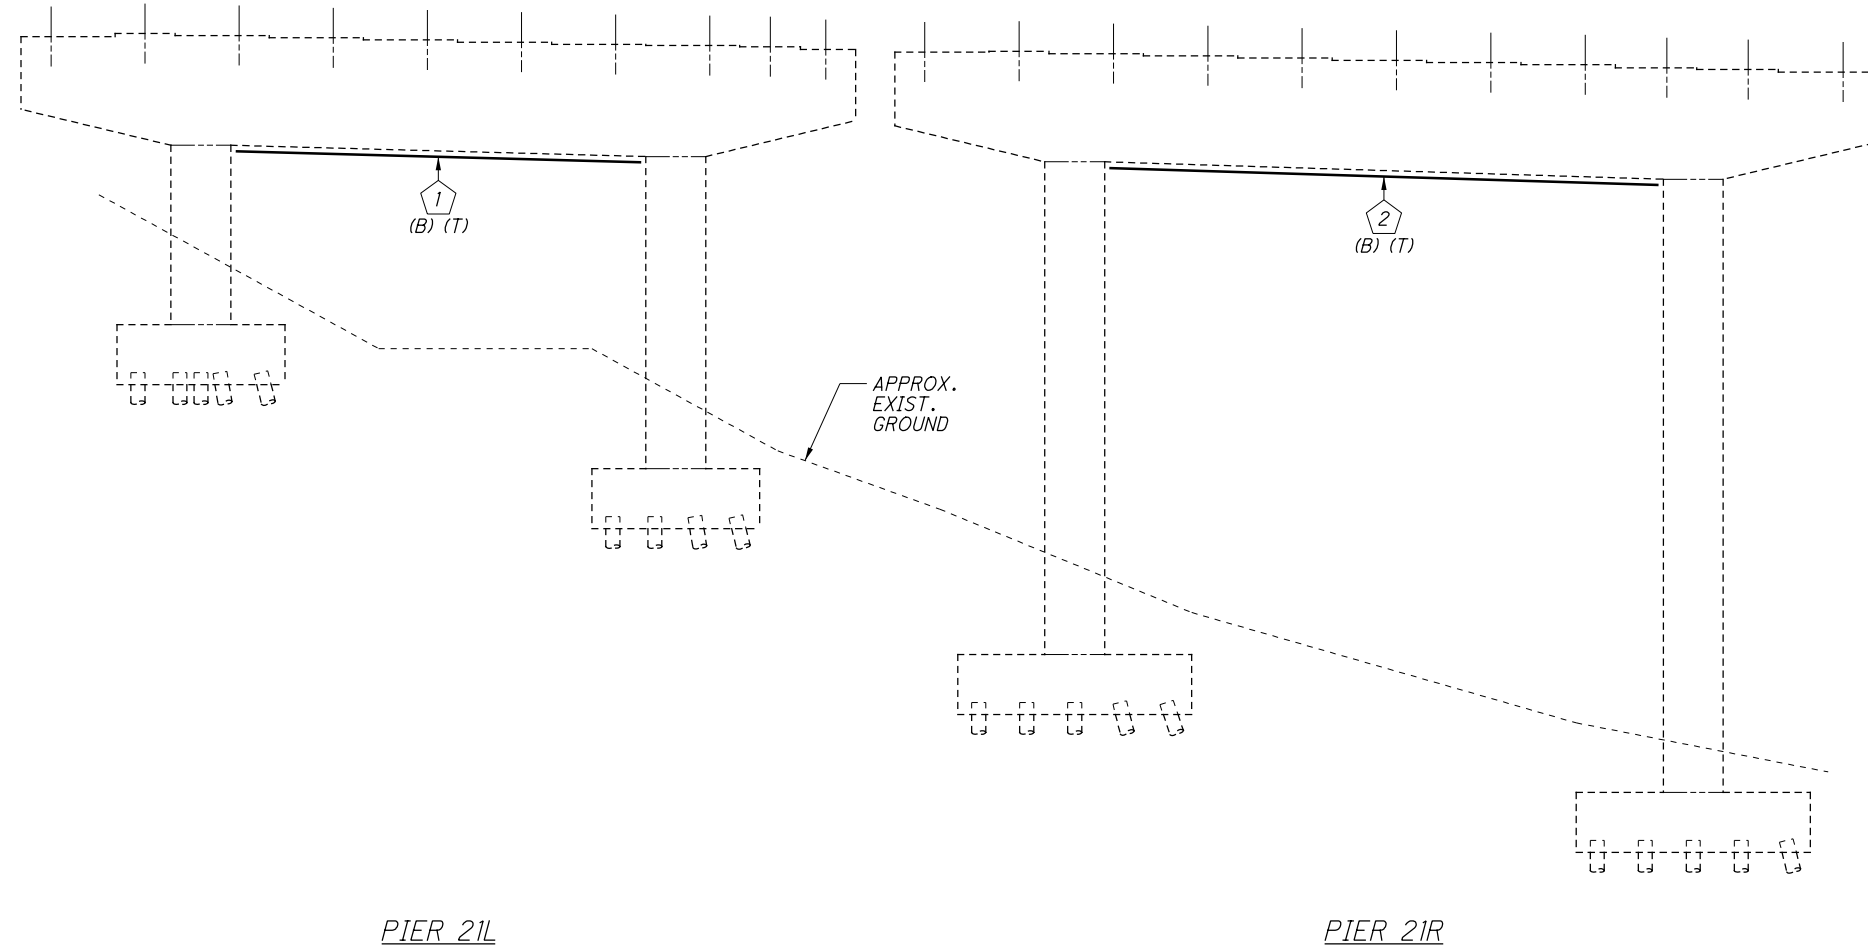 1
(B) (T)
2
(B) (T)
APPROX.
EXIST.
GROUND
PIER 21L
PIER 21R